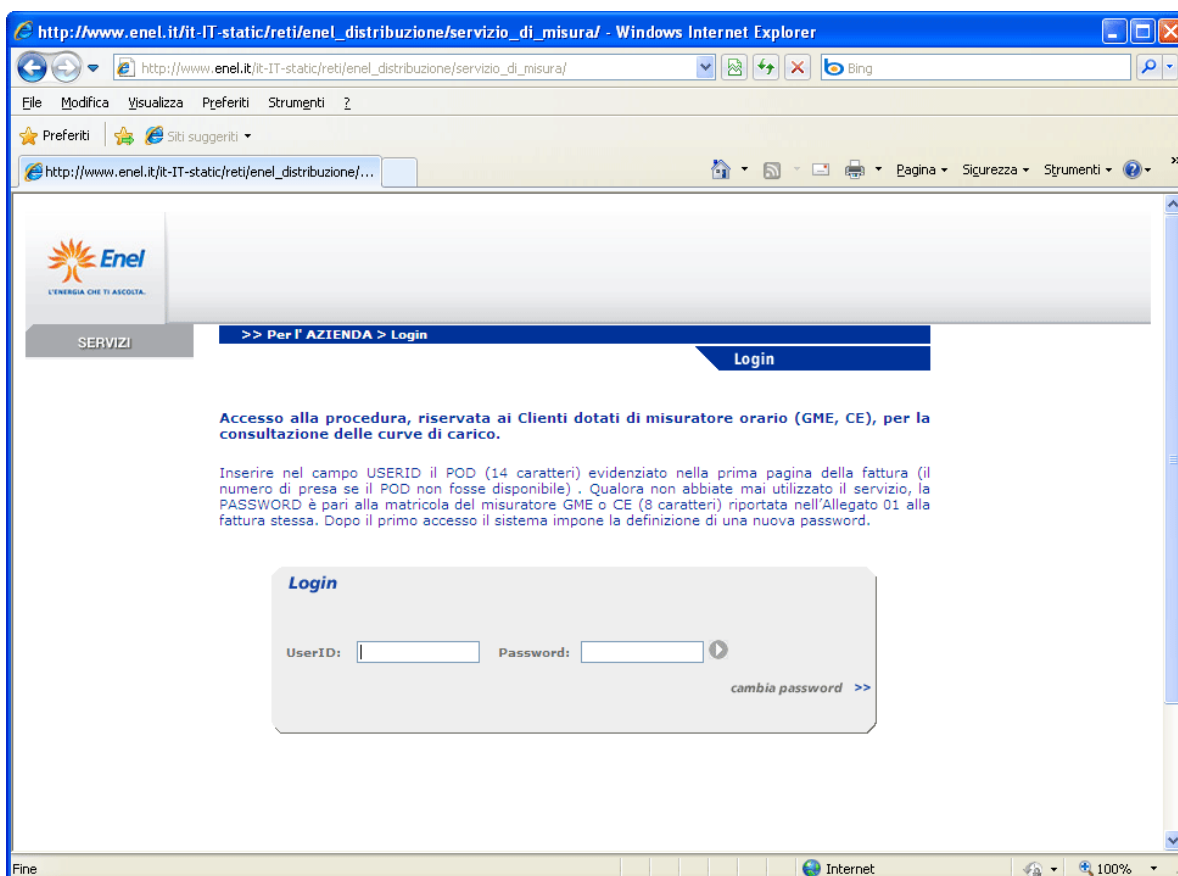 http://www.enel.it/it-IT-static/reti/enel_distribuzione/servizio_di_misura/ - Windows Internet Explorer
http://www.enel.it/it-IT-static/reti/enel_distribuzione/servizio_di_misura/
Bing
File Modifica Visualizza Preferiti Strumenti ?
Preferiti Siti suggeriti
http://www.enel.it/it-IT-static/reti/enel_distribuzione/...
Pagina Sicurezza Strumenti »
Enel
L'ENERGIA CHE TI ASCOLTA.
SERVIZI
>> Per l' AZIENDA > Login
Login
Accesso alla procedura, riservata ai Clienti dotati di misuratore orario (GME, CE), per la
consultazione delle curve di carico.
Inserire nel campo USERID il POD (14 caratteri) evidenziato nella prima pagina della fattura (il
numero di presa se il POD non fosse disponibile) . Qualora non abbiate mai utilizzato il servizio, la
PASSWORD è pari alla matricola del misuratore GME o CE (8 caratteri) riportata nell'Allegato 01 alla
fattura stessa. Dopo il primo accesso il sistema impone la definizione di una nuova password.
Login
UserID: Password:
cambia password >>
Fine Internet 100%